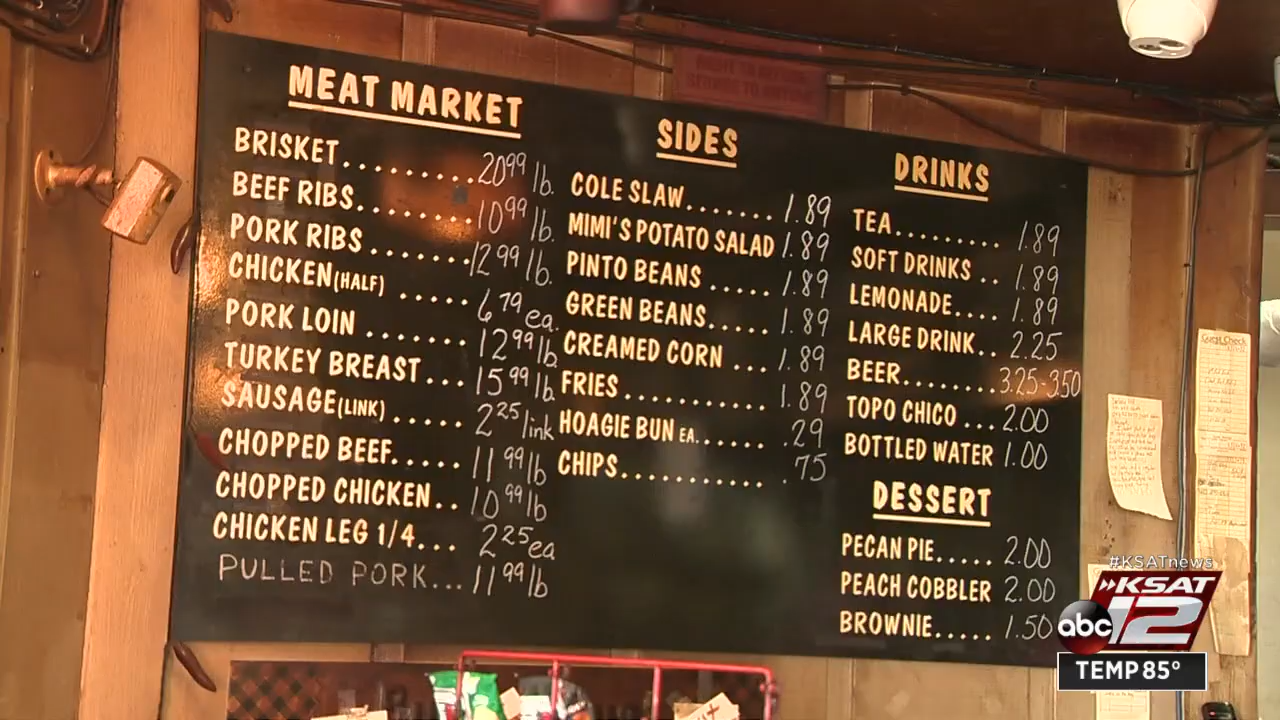 MEAT MARKET
BRISKET......... 20.99 lb.
BEEF RIBS........ 10.99 lb.
PORK RIBS ....... 12.99 lb.
CHICKEN(HALF) ...... 6.79 ea.
PORK LOIN ....... 12.99 lb.
TURKEY BREAST ... 15.99 lb.
SAUSAGE(LINK) ..... 2.25/link
CHOPPED BEEF..... 11.99 lb
CHOPPED CHICKEN.. 10.99 lb
CHICKEN LEG 1/4... 2.25 ea
PULLED PORK... 11.99 lb
SIDES
COLE SLAW....... 1.89
MIMI'S POTATO SALAD 1.89
PINTO BEANS ..... 1.89
GREEN BEANS..... 1.89
CREAMED CORN ... 1.89
FRIES ........... 1.89
HOAGIE BUN EA....... .29
CHIPS........... .75
DRINKS
TEA......... 1.89
SOFT DRINKS .. 1.89
LEMONADE.... 1.89
LARGE DRINK.. 2.25
BEER........ 3.25-3.50
TOPO CHICO ... 2.00
BOTTLED WATER 1.00
DESSERT
PECAN PIE..... 2.00
PEACH COBBLER 2.00
BROWNIE..... 1.50
Guest Check
#KSATnews
KSAT
abc 12
TEMP 85°